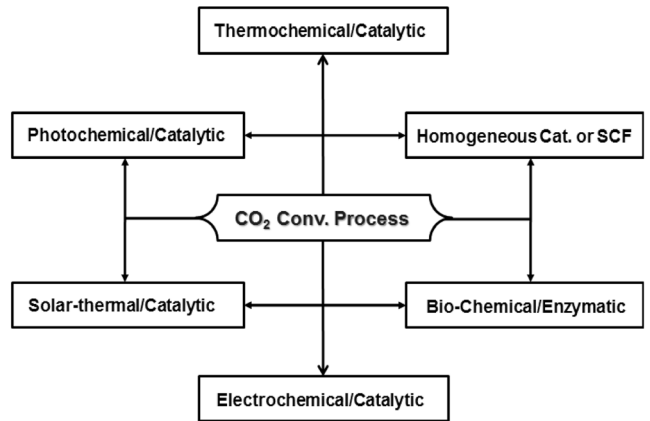 Thermochemical/Catalytic
Photochemical/Catalytic
Homogeneous Cat. or SCF
CO₂ Conv. Process
Solar-thermal/Catalytic
Bio-Chemical/Enzymatic
Electrochemical/Catalytic